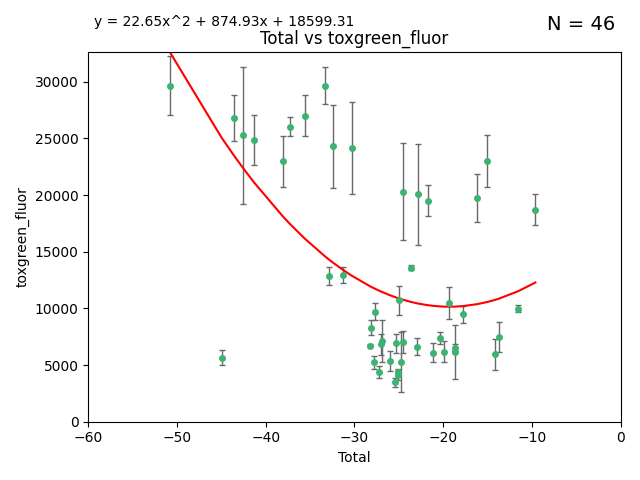 y = 22.65x^2 + 874.93x + 18599.31
N = 46
Total vs toxgreen_fluor
30000
25000
20000
15000
10000
5000
0
toxgreen_fluor
−60 −50 −40 −30 −20 −10 0
Total